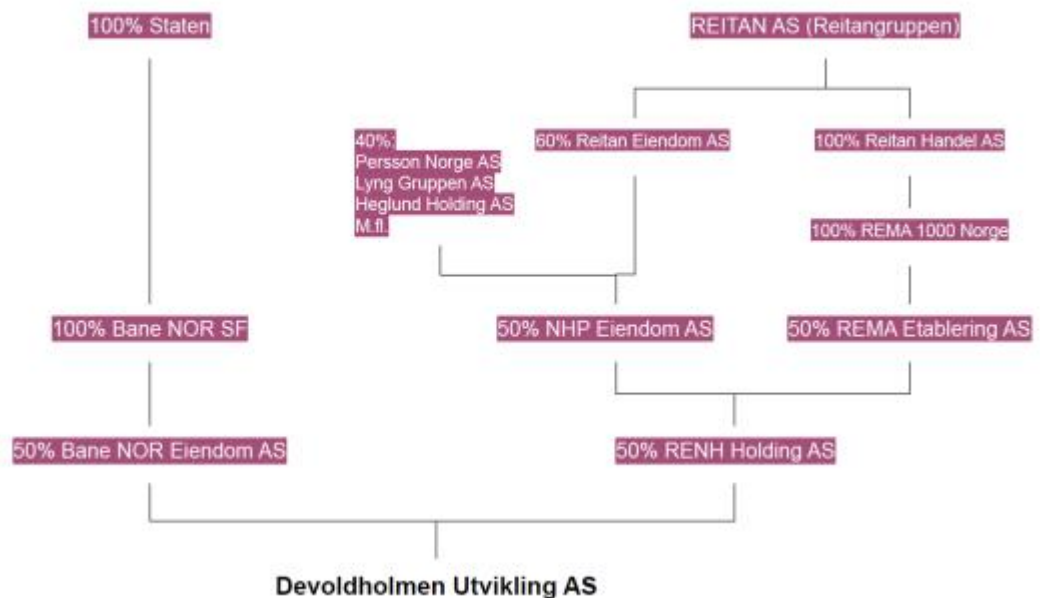 100% Staten
REITAN AS (Reitangruppen)
40%:
Persson Norge AS
Lyng Gruppen AS
Heglund Holding AS
M.fl.
60% Reitan Eiendom AS
100% Reitan Handel AS
100% REMA 1000 Norge
100% Bane NOR SF
50% NHP Eiendom AS
50% REMA Etablering AS
50% Bane NOR Eiendom AS
50% RENH Holding AS
Devoldholmen Utvikling AS